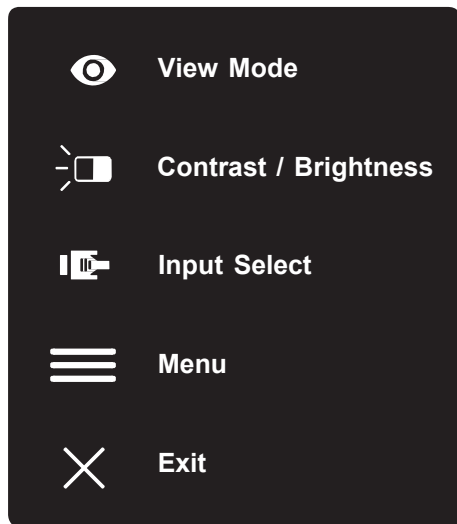 View Mode
Contrast / Brightness
Input Select
Menu
Exit